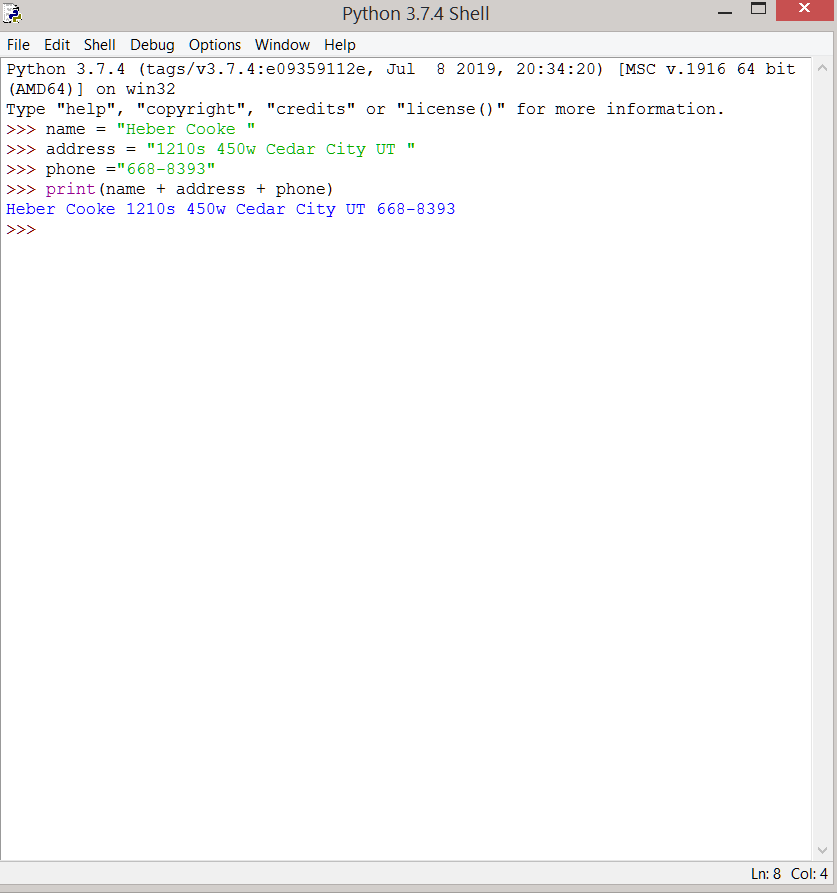 Python 3.7.4 Shell
File Edit Shell Debug Options Window Help
Python 3.7.4 (tags/v3.7.4:e09359112e, Jul  8 2019, 20:34:20) [MSC v.1916 64 bit
(AMD64)] on win32
Type "help", "copyright", "credits" or "license()" for more information.
>>> name = "Heber Cooke "
>>> address = "1210s 450w Cedar City UT "
>>> phone ="668-8393"
>>> print(name + address + phone)
Heber Cooke 1210s 450w Cedar City UT 668-8393
>>>
Ln: 8 Col: 4